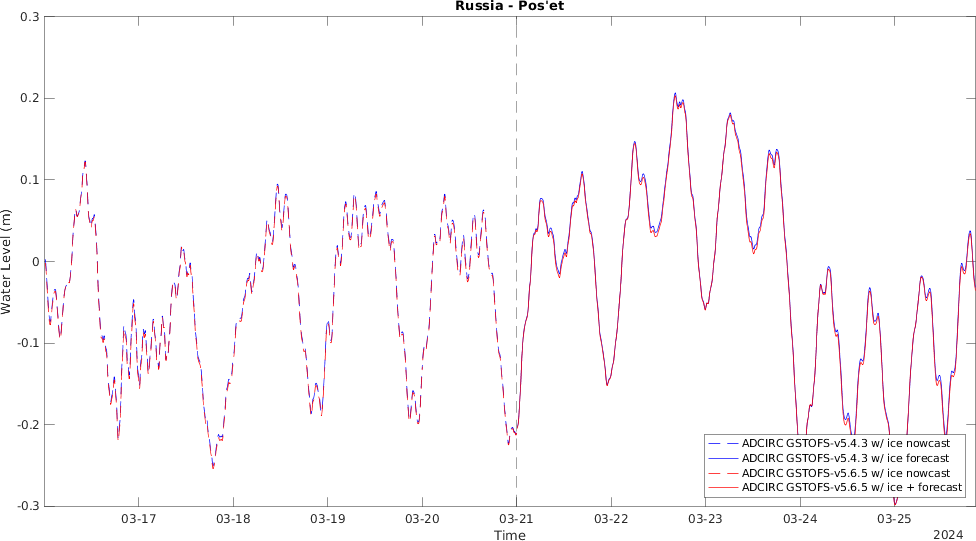 Russia - Pos'et
0.3
0.2
0.1
0
-0.1
-0.2
-0.3
Water Level (m)
ADCIRC GSTOFS-v5.4.3 w/ ice nowcast
ADCIRC GSTOFS-v5.4.3 w/ ice forecast
ADCIRC GSTOFS-v5.6.5 w/ ice nowcast
ADCIRC GSTOFS-v5.6.5 w/ ice + forecast
03-17 03-18 03-19 03-20 03-21 03-22 03-23 03-24 03-25
Time
2024